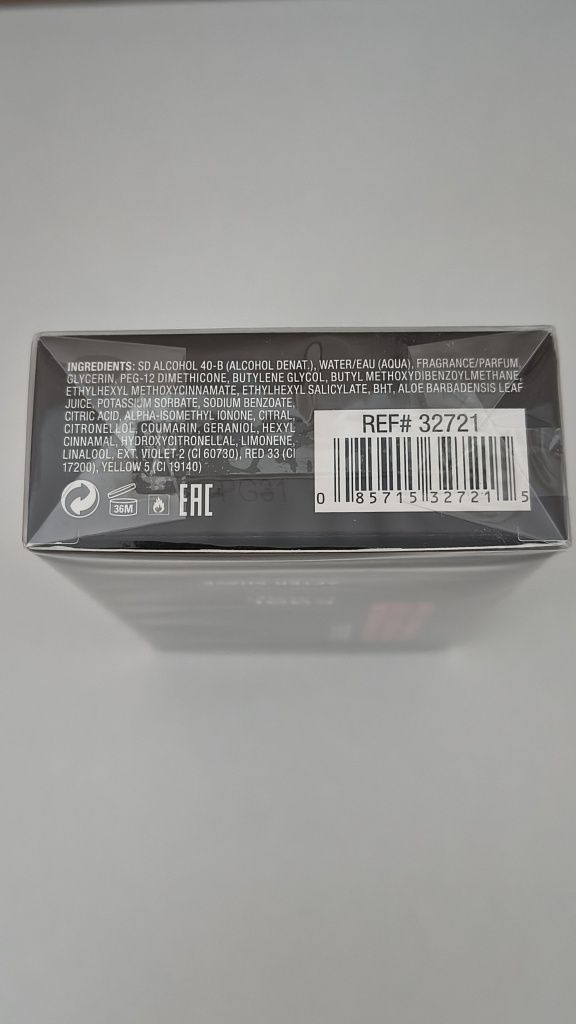 INGREDIENTS: SD ALCOHOL 40-B (ALCOHOL DENAT.), WATER/EAU (AQUA), FRAGRANCE/PARFUM,
GLYCERIN, PEG-12 DIMETHICONE, BUTYLENE GLYCOL, BUTYL METHOXYDIBENZOYLMETHANE,
ETHYLHEXYL METHOXYCINNAMATE, ETHYLHEXYL SALICYLATE, BHT, ALOE BARBADENSIS LEAF
JUICE, POTASSIUM SORBATE, SODIUM BENZOATE,
CITRIC ACID, ALPHA-ISOMETHYL IONONE, CITRAL,
CITRONELLOL, COUMARIN, GERANIOL, HEXYL
CINNAMAL, HYDROXYCITRONELLAL, LIMONENE,
LINALOOL, EXT. VIOLET 2 (CI 60730), RED 33 (CI
17200), YELLOW 5 (CI 19140)
36M
EAC
REF# 32721
0 85715 32721 5